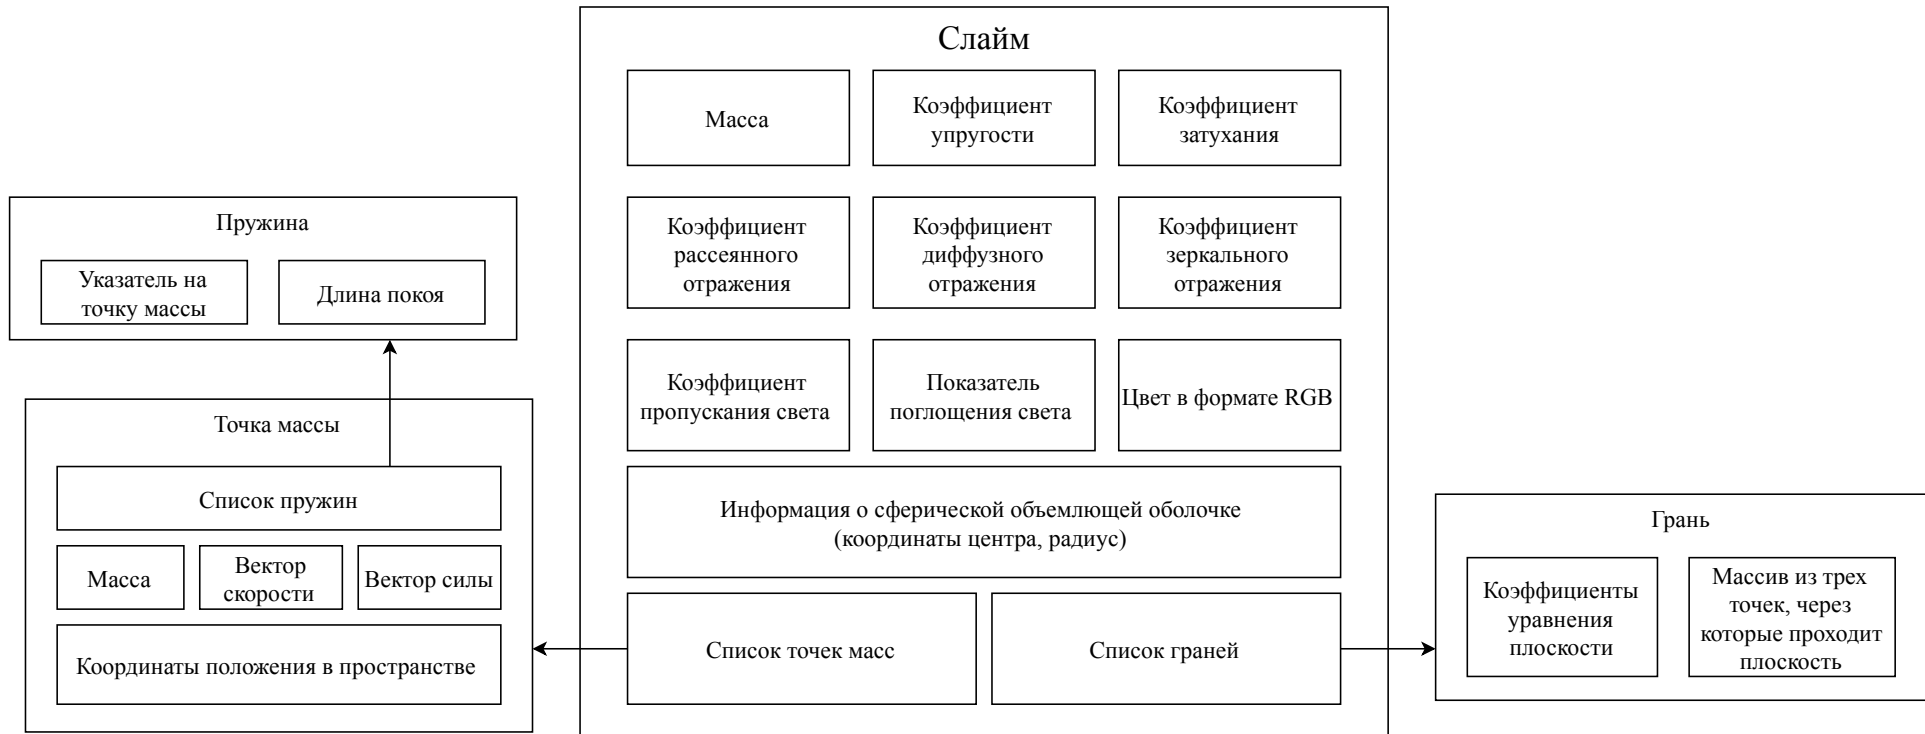 Слайм
Масса
Коэффициент
упругости
Коэффициент
затухания
Коэффициент
рассеянного
отражения
Коэффициент
диффузного
отражения
Коэффициент
зеркального
отражения
Коэффициент
пропускания света
Показатель
поглощения света
Цвет в формате RGB
Информация о сферической объемлющей оболочке
(координаты центра, радиус)
Список точек масс
Список граней
Пружина
Указатель на
точку массы
Длина покоя
Точка массы
Список пружин
Масса
Вектор
скорости
Вектор силы
Координаты положения в пространстве
Грань
Коэффициенты
уравнения
плоскости
Массив из трех
точек, через
которые проходит
плоскость